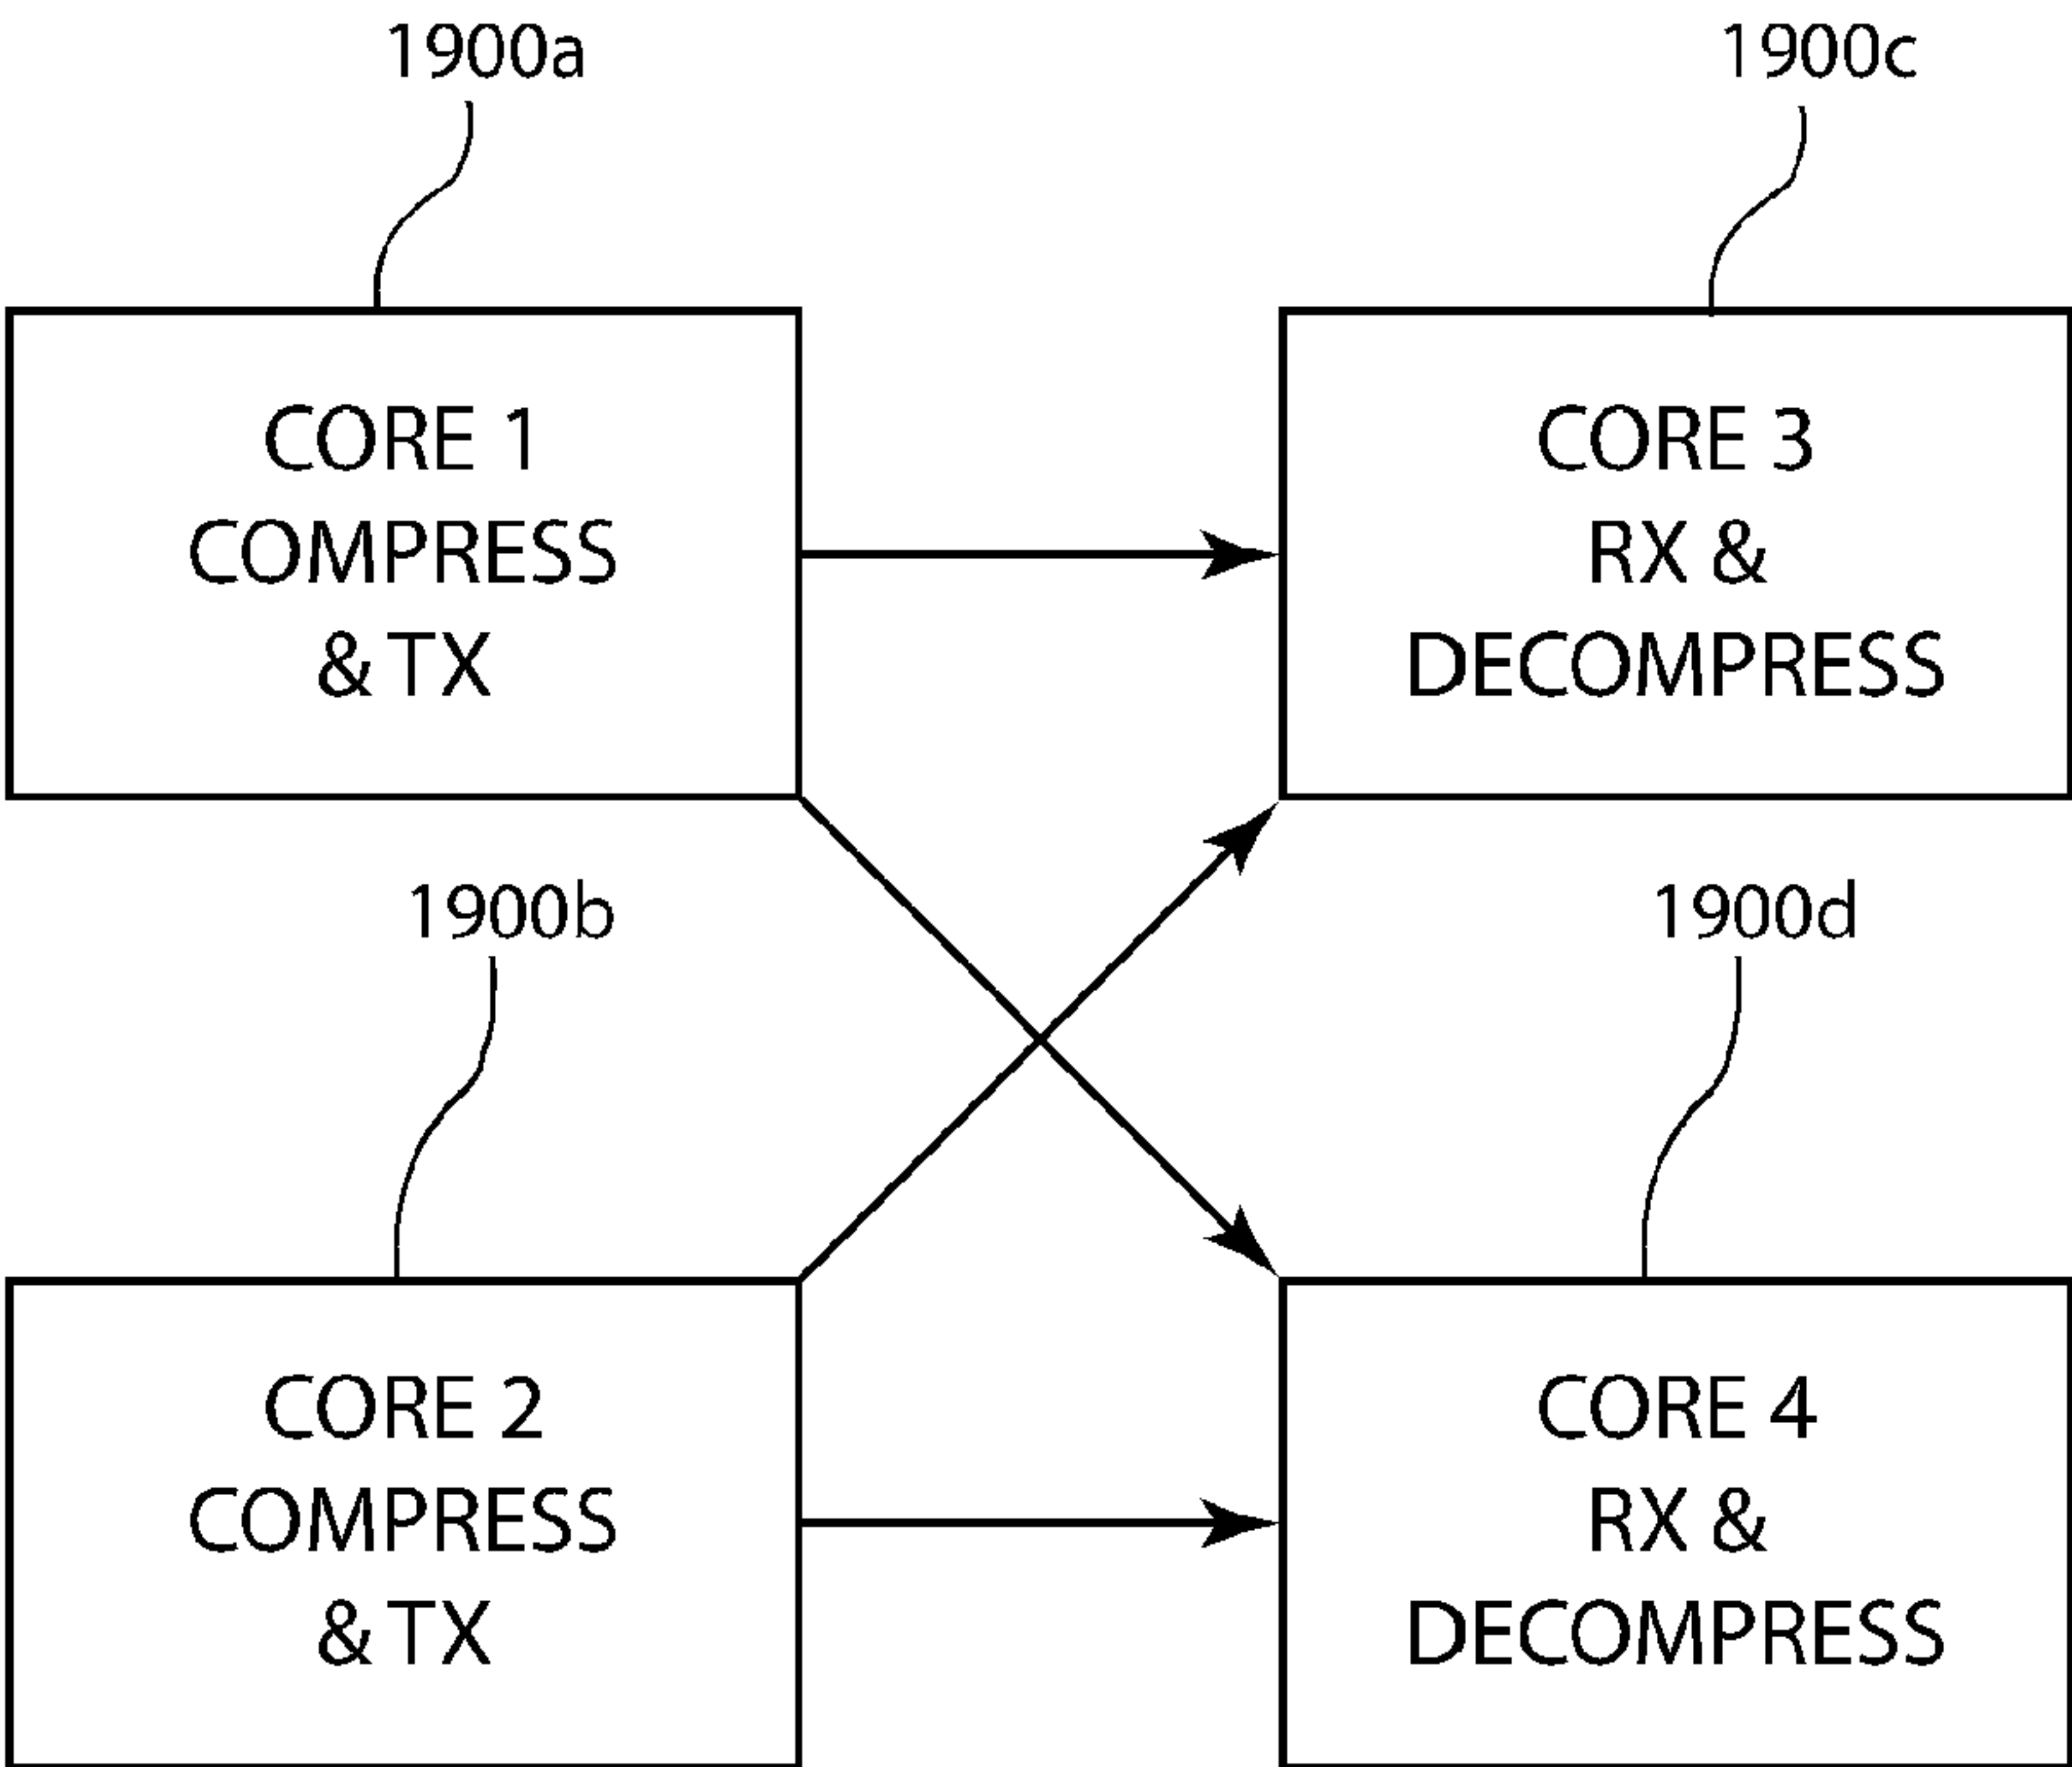 1900a
1900c
CORE 1
COMPRESS
& TX
CORE 3
RX &
DECOMPRESS
1900b
1900d
CORE 2
COMPRESS
& TX
CORE 4
RX &
DECOMPRESS